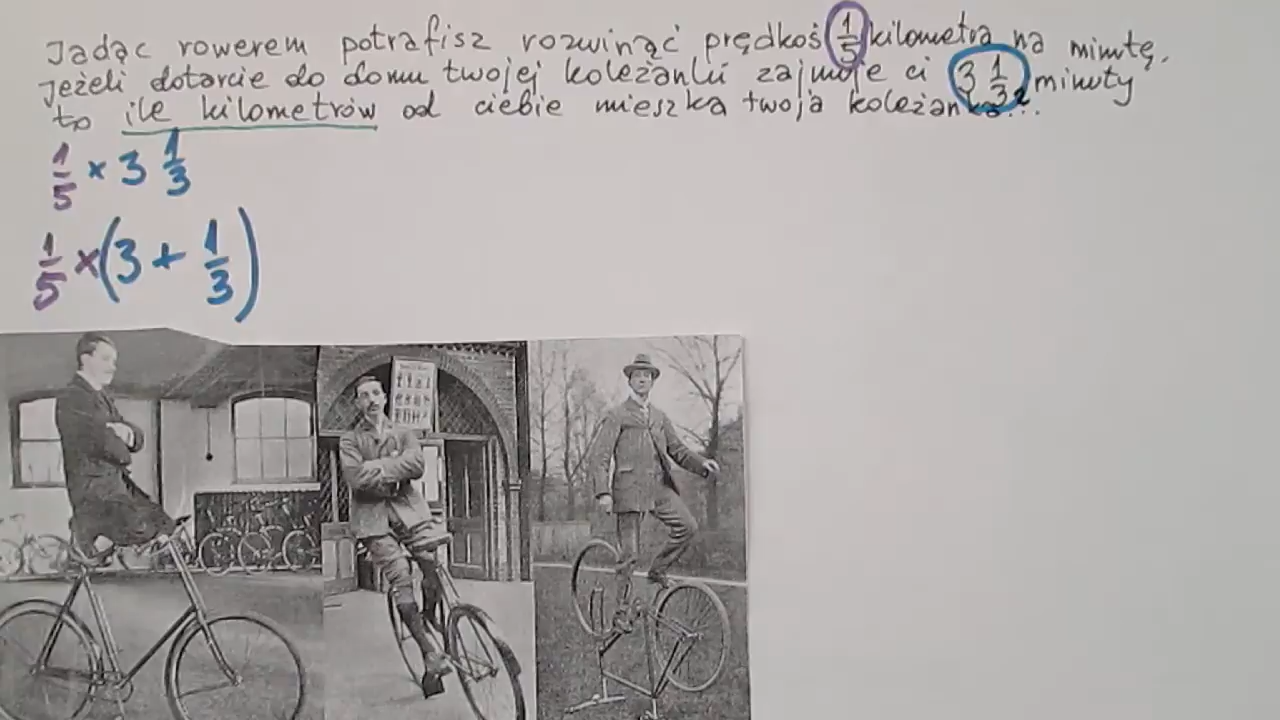 Jadąc rowerem potrafisz rozwinąć prędkoś 1/5 kilometra na minutę.
Jeżeli dotarcie do domu twojej koleżanki zajmuje ci 3 1/3 minuty
to ile kilometrów od ciebie mieszka twoja koleżanka...
1/5 × 3 1/3
1/5 × (3 + 1/3)